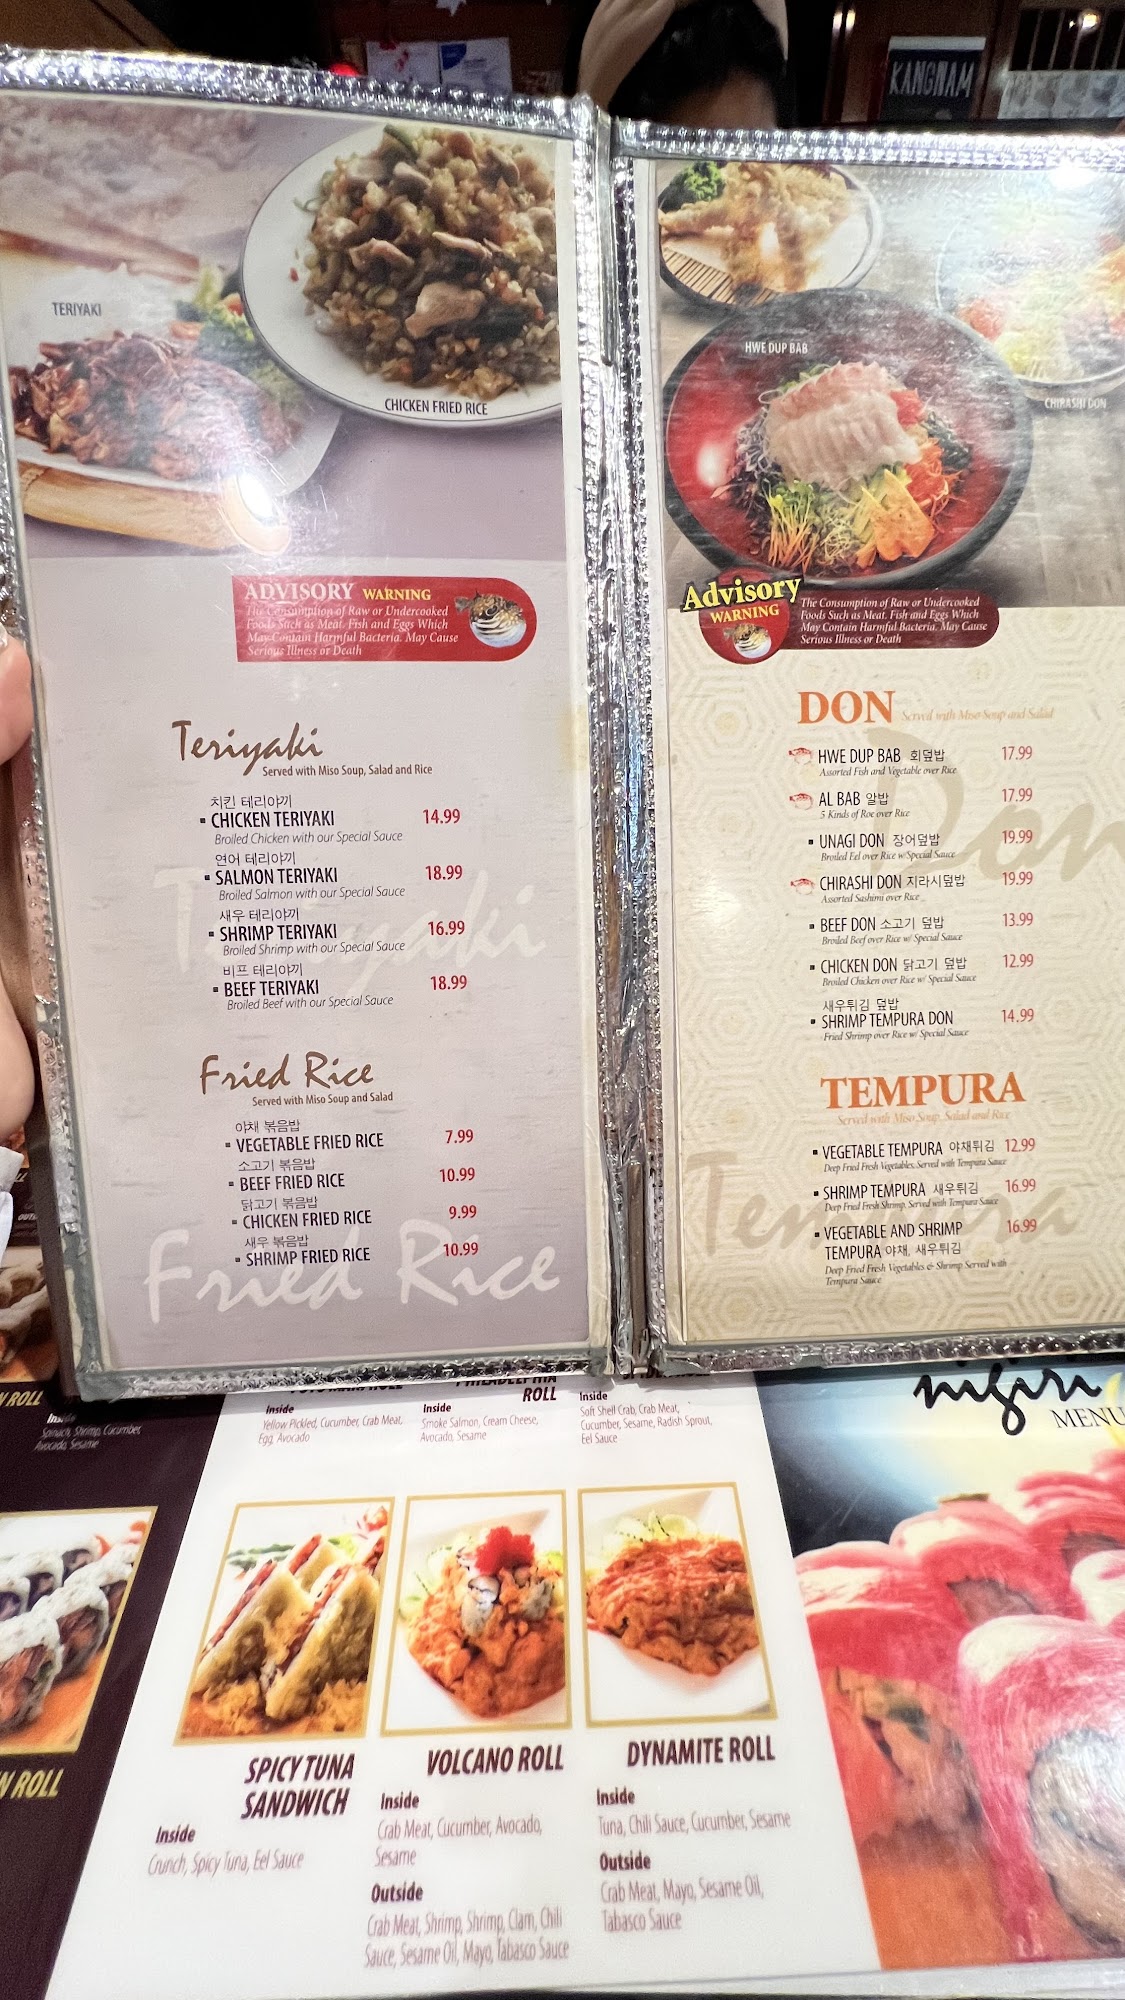 KANGNAM
TERIYAKI
CHICKEN FRIED RICE
ADVISORY WARNING
The Consumption of Raw or Undercooked
Foods Such as Meat, Fish and Eggs Which
May Contain Harmful Bacteria. May Cause
Serious Illness or Death
Teriyaki
Served with Miso Soup, Salad and Rice
치킨 테리야끼
CHICKEN TERIYAKI 14.99
Broiled Chicken with our Special Sauce
연어 테리야끼
SALMON TERIYAKI 18.99
Broiled Salmon with our Special Sauce
새우 테리야끼
SHRIMP TERIYAKI 16.99
Broiled Shrimp with our Special Sauce
비프 테리야끼
BEEF TERIYAKI 18.99
Broiled Beef with our Special Sauce
Teriyaki
Fried Rice
Served with Miso Soup and Salad
야채 볶음밥
VEGETABLE FRIED RICE 7.99
소고기 볶음밥
BEEF FRIED RICE 10.99
닭고기 볶음밥
CHICKEN FRIED RICE 9.99
새우 볶음밥
SHRIMP FRIED RICE 10.99
Fried Rice
HWE DUP BAB
CHIRASHI DON
Advisory
WARNING
The Consumption of Raw or Undercooked
Foods Such as Meat, Fish and Eggs Which
May Contain Harmful Bacteria. May Cause
Serious Illness or Death
DON Served with Miso Soup and Salad
HWE DUP BAB 회덮밥 17.99
Assorted Fish and Vegetable over Rice
AL BAB 알밥 17.99
5 Kinds of Roe over Rice
UNAGI DON 장어덮밥 19.99
Broiled Eel over Rice w/ Special Sauce
CHIRASHI DON 지라시덮밥 19.99
Assorted Sashimi over Rice
BEEF DON 소고기 덮밥 13.99
Broiled Beef over Rice w/ Special Sauce
CHICKEN DON 닭고기 덮밥 12.99
Broiled Chicken over Rice w/ Special Sauce
새우튀김 덮밥
SHRIMP TEMPURA DON 14.99
Fried Shrimp over Rice w/ Special Sauce
Don
TEMPURA
Served with Miso Soup, Salad and Rice
VEGETABLE TEMPURA 야채튀김 12.99
Deep Fried Fresh Vegetables. Served with Tempura Sauce
SHRIMP TEMPURA 새우튀김 16.99
Deep Fried Fresh Shrimp. Served with Tempura Sauce
VEGETABLE AND SHRIMP 16.99
TEMPURA 야채, 새우튀김
Deep Fried Fresh Vegetables & Shrimp Served with
Tempura Sauce
Tempura
ROLL
Inside
Spinach, Shrimp, Cucumber,
Avocado, Sesame
Inside
Yellow Pickled, Cucumber, Crab Meat,
Egg, Avocado
PHILADELPHIA
ROLL
Inside
Smoke Salmon, Cream Cheese,
Avocado, Sesame
Inside
Soft Shell Crab, Crab Meat,
Cucumber, Sesame, Radish Sprout,
Eel Sauce
nigiri
MENU
ROLL
SPICY TUNA
SANDWICH
Inside
Crunch, Spicy Tuna, Eel Sauce
VOLCANO ROLL
Inside
Crab Meat, Cucumber, Avocado,
Sesame
Outside
Crab Meat, Shrimp, Shrimp, Clam, Chili
Sauce, Sesame Oil, Mayo, Tabasco Sauce
DYNAMITE ROLL
Inside
Tuna, Chili Sauce, Cucumber, Sesame
Outside
Crab Meat, Mayo, Sesame Oil,
Tabasco Sauce